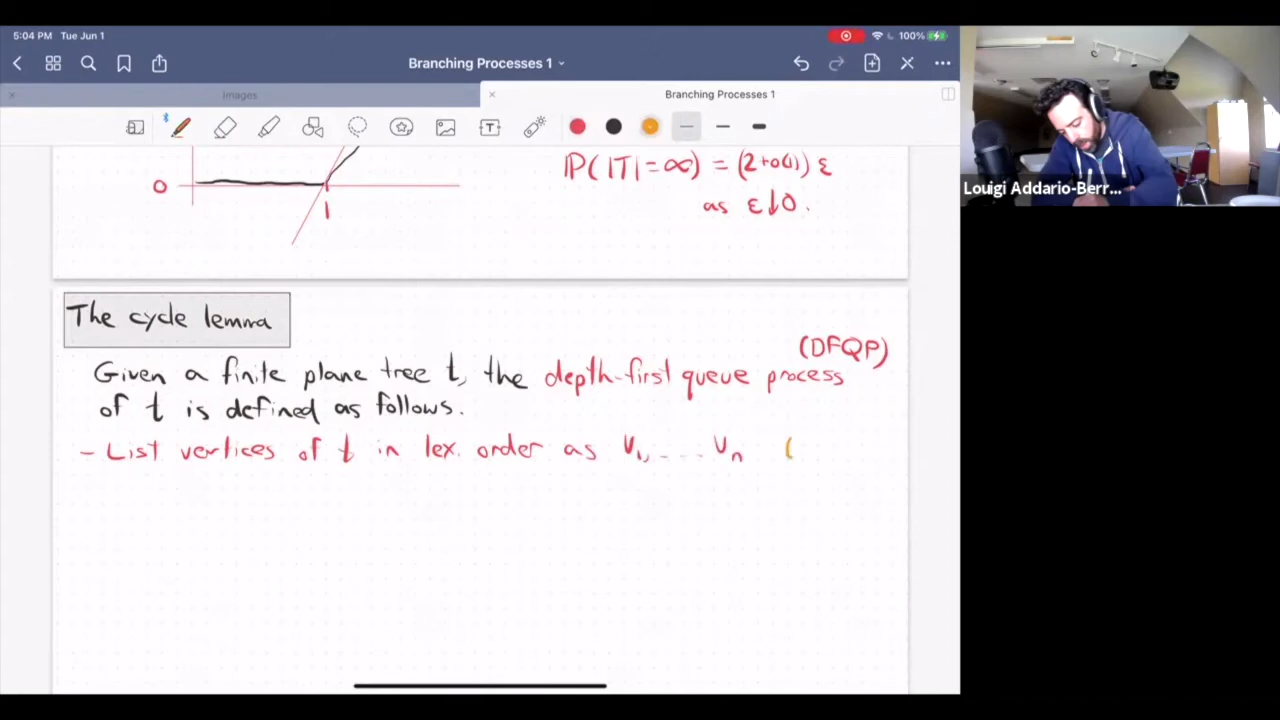 5:04 PM Tue Jun 1
100%
Branching Processes 1
Images
Branching Processes 1
0
1
P(|T|=∞) = (2+o(1)) ε
as ε↓0.
The cycle lemma
(DFQP)
Given a finite plane tree t, the depth-first queue process
of t is defined as follows.
- List vertices of t in lex. order as v1, ... vn (
Louigi Addario-Berr...